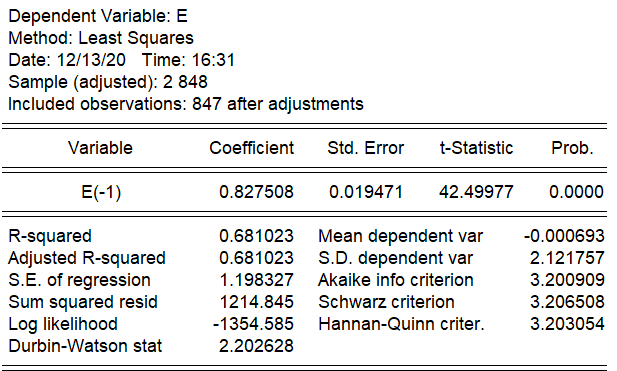 Dependent Variable: E
Method: Least Squares
Date: 12/13/20 Time: 16:31
Sample (adjusted): 2 848
Included observations: 847 after adjustments
Variable Coefficient Std. Error t-Statistic Prob.
E(-1) 0.827508 0.019471 42.49977 0.0000
R-squared 0.681023 Mean dependent var -0.000693
Adjusted R-squared 0.681023 S.D. dependent var 2.121757
S.E. of regression 1.198327 Akaike info criterion 3.200909
Sum squared resid 1214.845 Schwarz criterion 3.206508
Log likelihood -1354.585 Hannan-Quinn criter. 3.203054
Durbin-Watson stat 2.202628